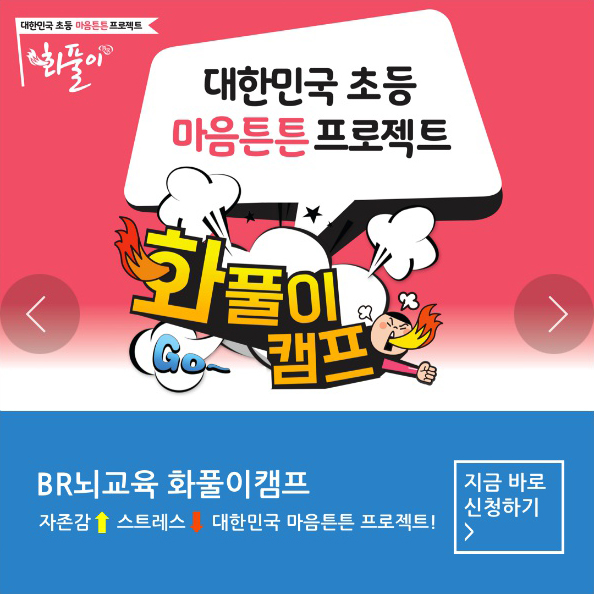 대한민국 초등 마음튼튼 프로젝트
화풀이
대한민국 초등
마음튼튼 프로젝트
화풀이
캠프
Go~
BR뇌교육 화풀이캠프
자존감 스트레스 대한민국 마음튼튼 프로젝트!
지금 바로
신청하기
>